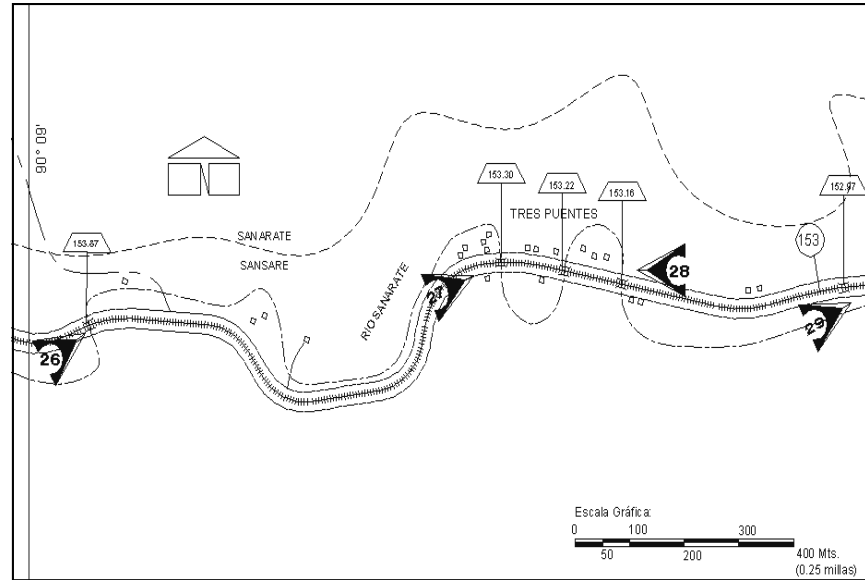 90° 09'
153.87
SANARATE
SANSARE
RIO SANARATE
153.30
TRES PUENTES
153.22
153.16
152.97
153
26
27
28
29
Escala Gráfica:
0 100 300
50 200 400 Mts.
(0.25 millas)